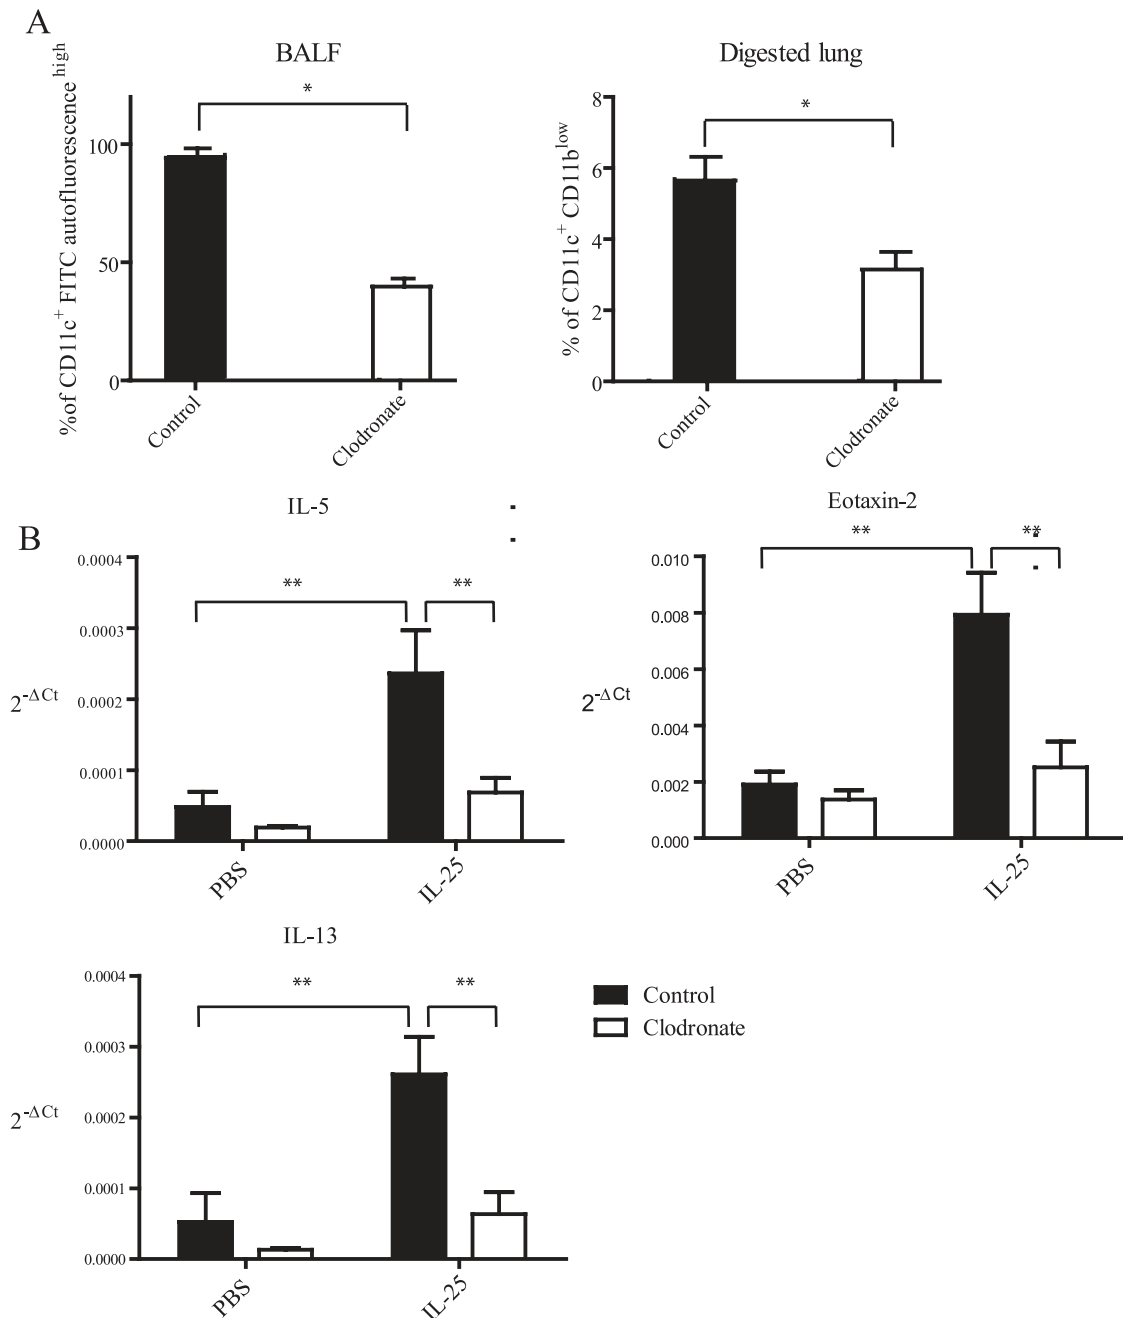 A
BALF
%of CD11c+ FITC autofluorescence high
100
50
0
*
Control
Clodronate
Digested lung
% of CD11c+ CD11blow
8
6
4
2
0
*
Control
Clodronate
B
IL-5
2-ΔCt
0.0004
0.0003
0.0002
0.0001
0.0000
**
**
PBS
IL-25
Eotaxin-2
2-ΔCt
0.010
0.008
0.006
0.004
0.002
0.000
**
**
PBS
IL-25
IL-13
2-ΔCt
0.0004
0.0003
0.0002
0.0001
0.0000
**
**
PBS
IL-25
Control
Clodronate